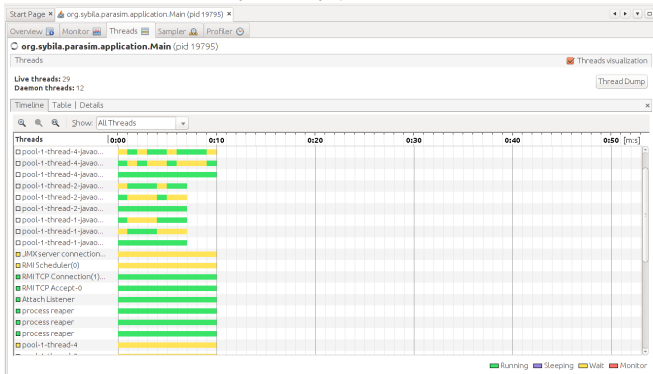 Start Page × org.sybila.parasim.application.Main (pid 19795) ×
Overview Monitor Threads Sampler Profiler
org.sybila.parasim.application.Main (pid 19795)
Threads Threads visualization
Live threads: 29
Daemon threads: 12
Thread Dump
Timeline Table | Details ×
Show: All Threads
Threads 0:00 0:10 0:20 0:30 0:40 0:50 [m:s]
pool-1-thread-4-javao...
pool-1-thread-4-javao...
pool-1-thread-4-javao...
pool-1-thread-2-javao...
pool-1-thread-2-javao...
pool-1-thread-2-javao...
pool-1-thread-1-javao...
pool-1-thread-1-javao...
pool-1-thread-1-javao...
JMX server connection...
RMI Scheduler(0)
RMI TCP Connection(1)...
RMI TCP Accept-0
Attach Listener
process reaper
process reaper
process reaper
pool-1-thread-4
Running Sleeping Wait Monitor